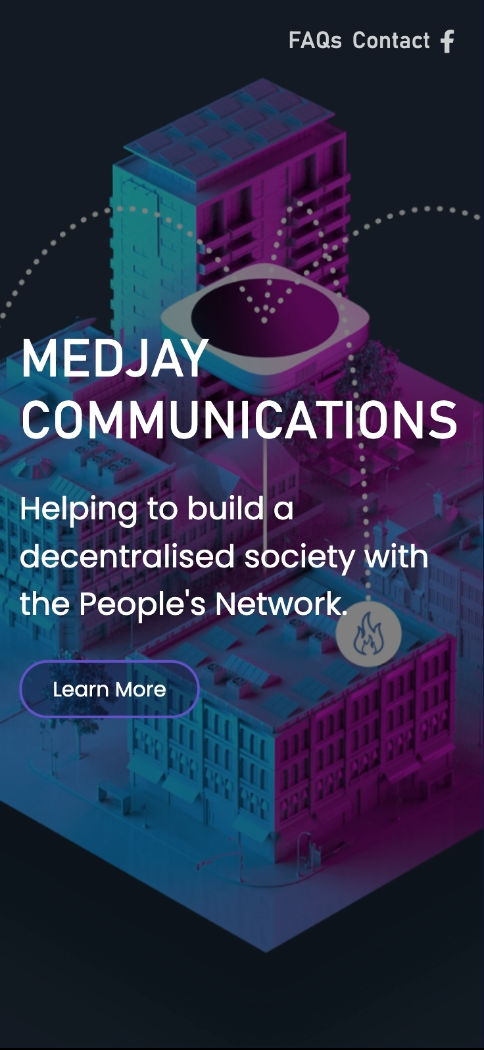 FAQs Contact
MEDJAY
COMMUNICATIONS
Helping to build a
decentralised society with
the People's Network.
Learn More